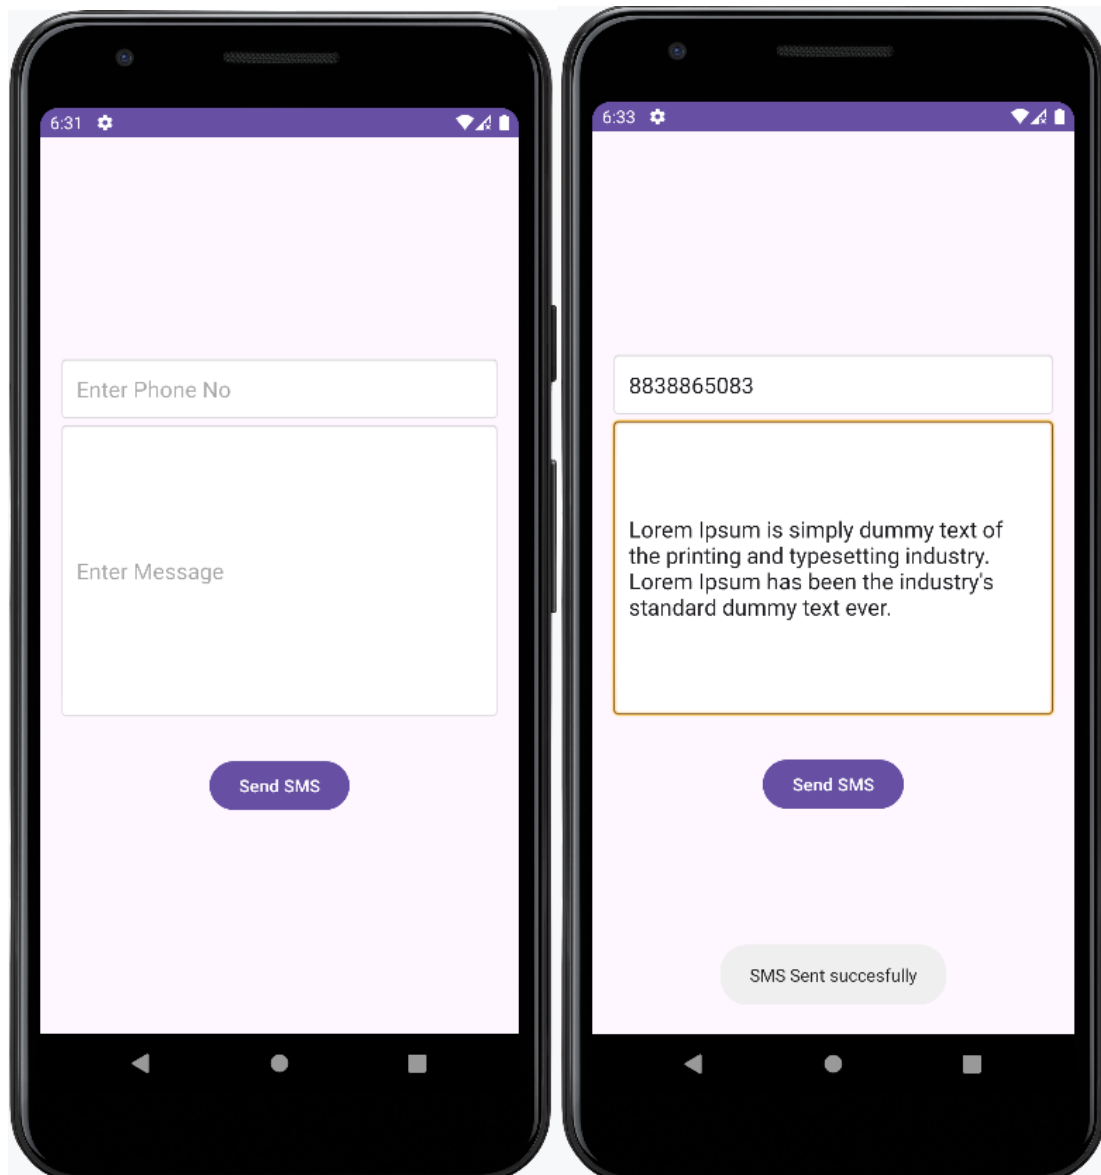 6:31
Enter Phone No
Enter Message
Send SMS
6:33
8838865083
Lorem Ipsum is simply dummy text of
the printing and typesetting industry.
Lorem Ipsum has been the industry's
standard dummy text ever.
Send SMS
SMS Sent succesfully